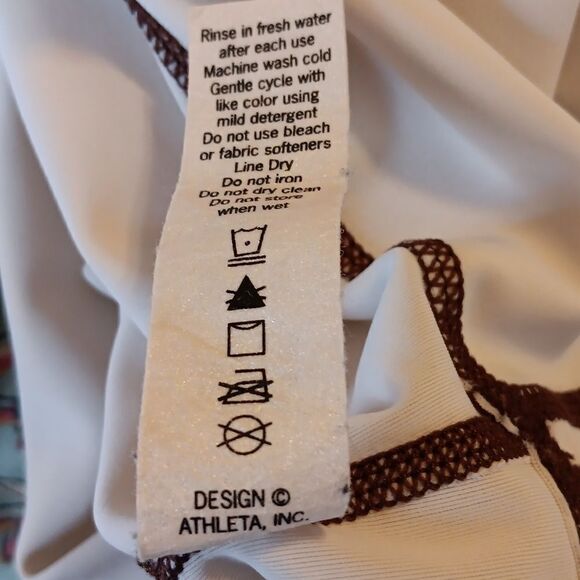 Rinse in fresh water
after each use
Machine wash cold
Gentle cycle with
like color using
mild detergent
Do not use bleach
or fabric softeners
Line Dry
Do not iron
Do not dry clean
Do not store
when wet
DESIGN ©
ATHLETA, INC.